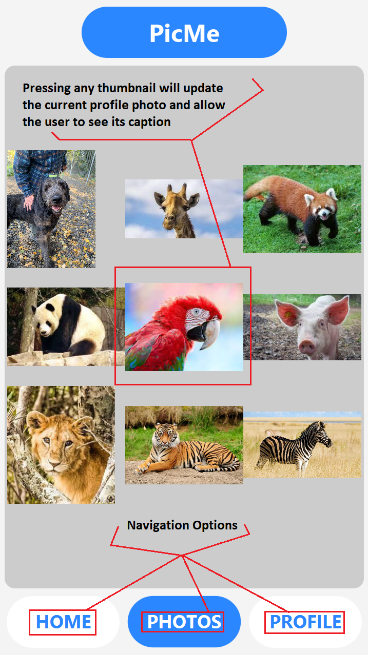 PicMe
Pressing any thumbnail will update
the current profile photo and allow
the user to see its caption
Navigation Options
HOME
PHOTOS
PROFILE